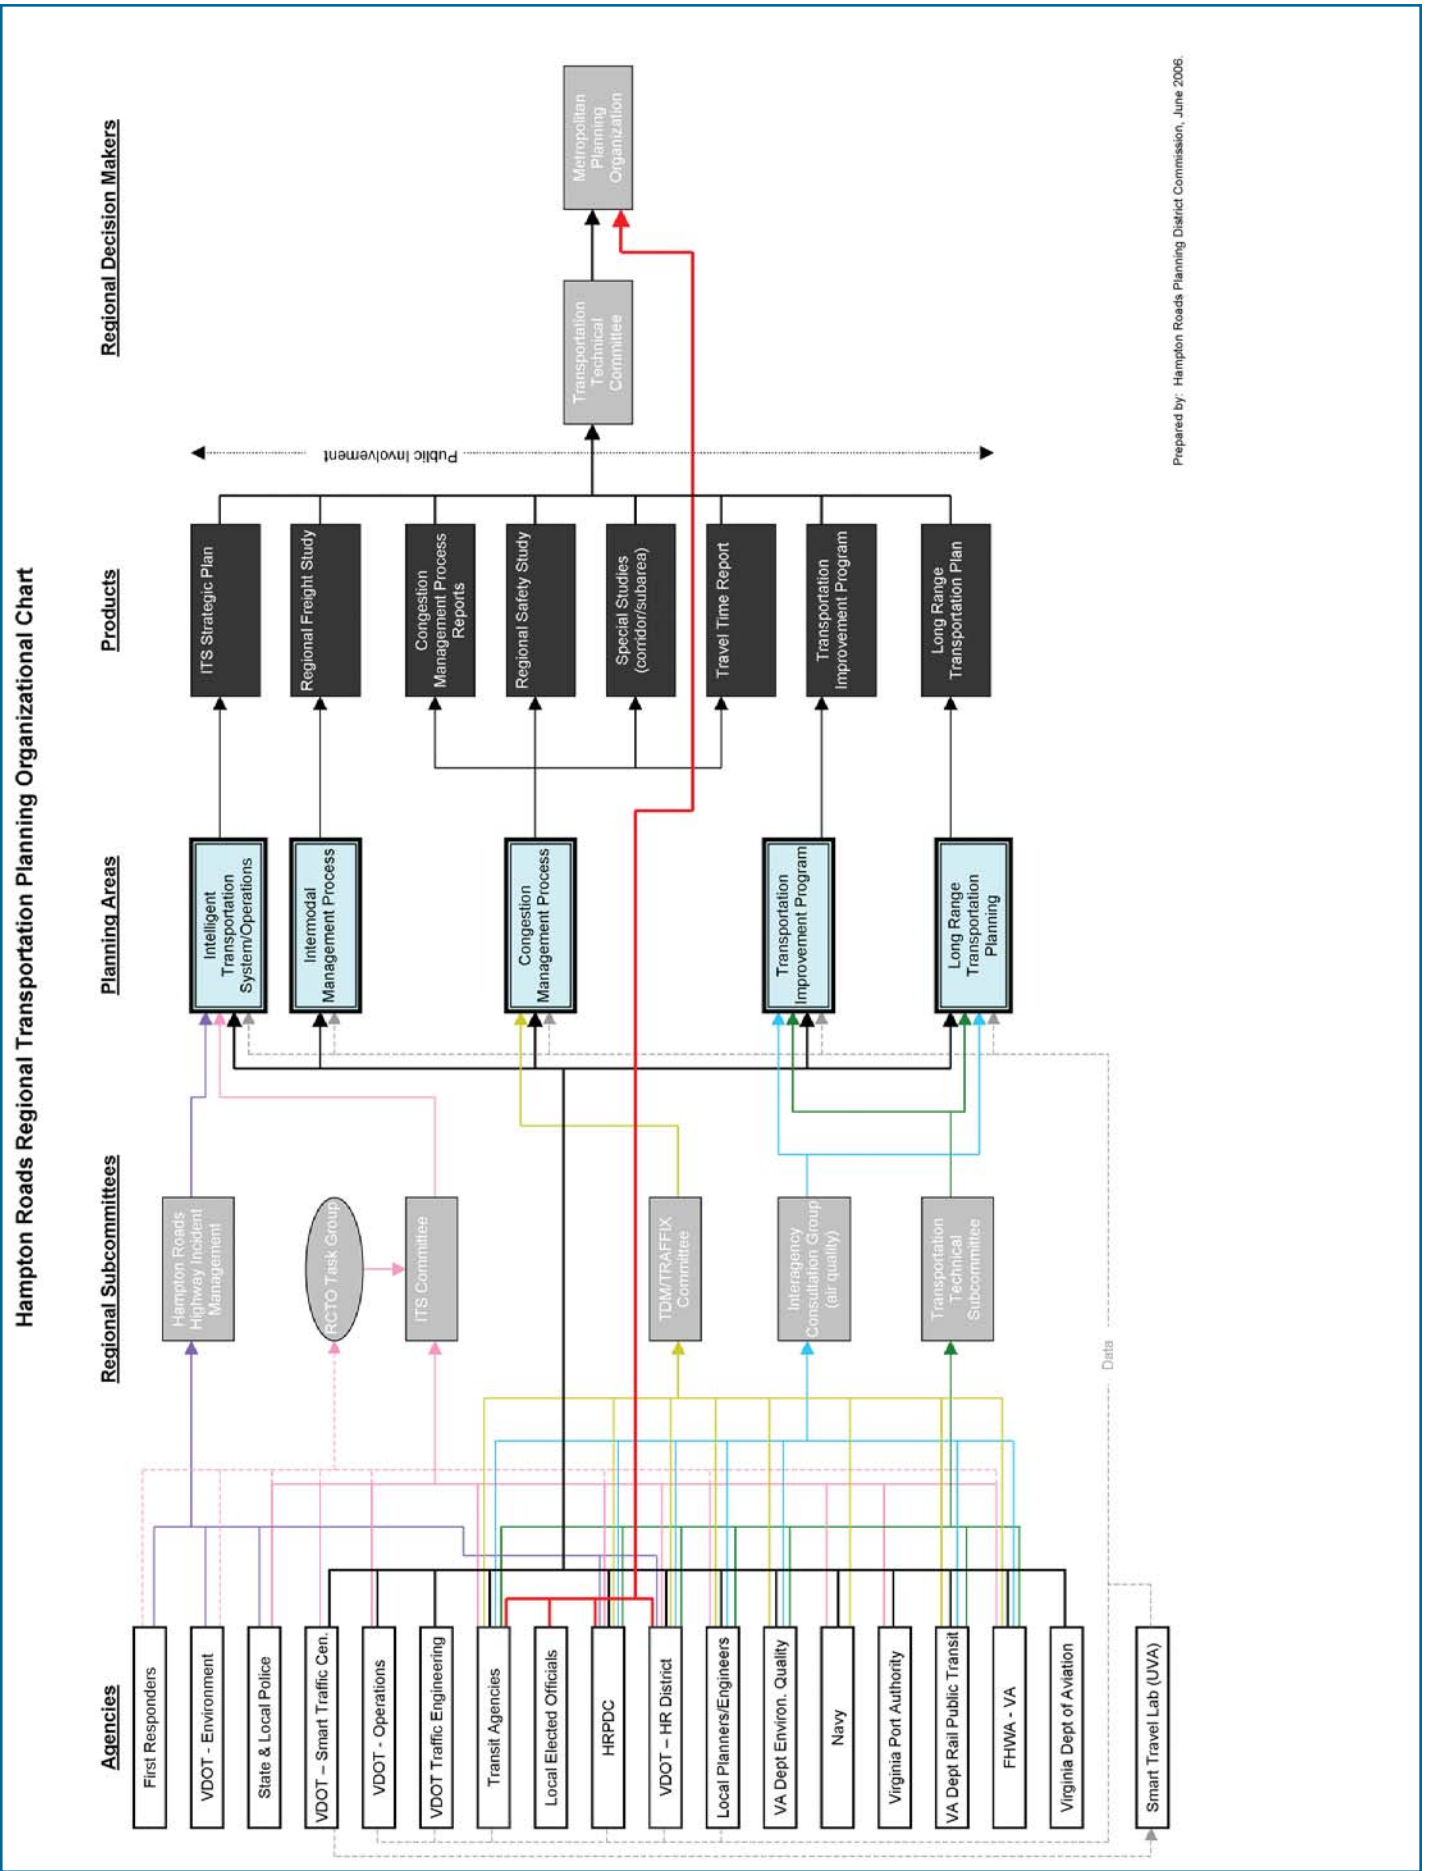 Hampton Roads Regional Transportation Planning Organizational Chart
Agencies
Regional Subcommittees
Planning Areas
Products
Regional Decision Makers
First Responders
VDOT - Environment
State & Local Police
VDOT – Smart Traffic Cen.
VDOT - Operations
VDOT Traffic Engineering
Transit Agencies
Local Elected Officials
HRPDC
VDOT – HR District
Local Planners/Engineers
VA Dept Environ. Quality
Navy
Virginia Port Authority
VA Dept Rail Public Transit
FHWA - VA
Virginia Dept of Aviation
Smart Travel Lab (UVA)
Hampton Roads
Highway Incident
Management
RCTO Task Group
ITS Committee
TDM/TRAFFIX
Committee
Interagency
Consultation Group
(air quality)
Transportation
Technical
Subcommittee
Data
Intelligent
Transportation
System/Operations
Intermodal
Management Process
Congestion
Management Process
Transportation
Improvement Program
Long Range
Transportation
Planning
ITS Strategic Plan
Regional Freight Study
Congestion
Management Process
Reports
Regional Safety Study
Special Studies
(corridor/subarea)
Travel Time Report
Transportation
Improvement Program
Long Range
Transportation Plan
Public Involvement
Transportation
Technical
Committee
Metropolitan
Planning
Organization
Prepared by: Hampton Roads Planning District Commission, June 2006.